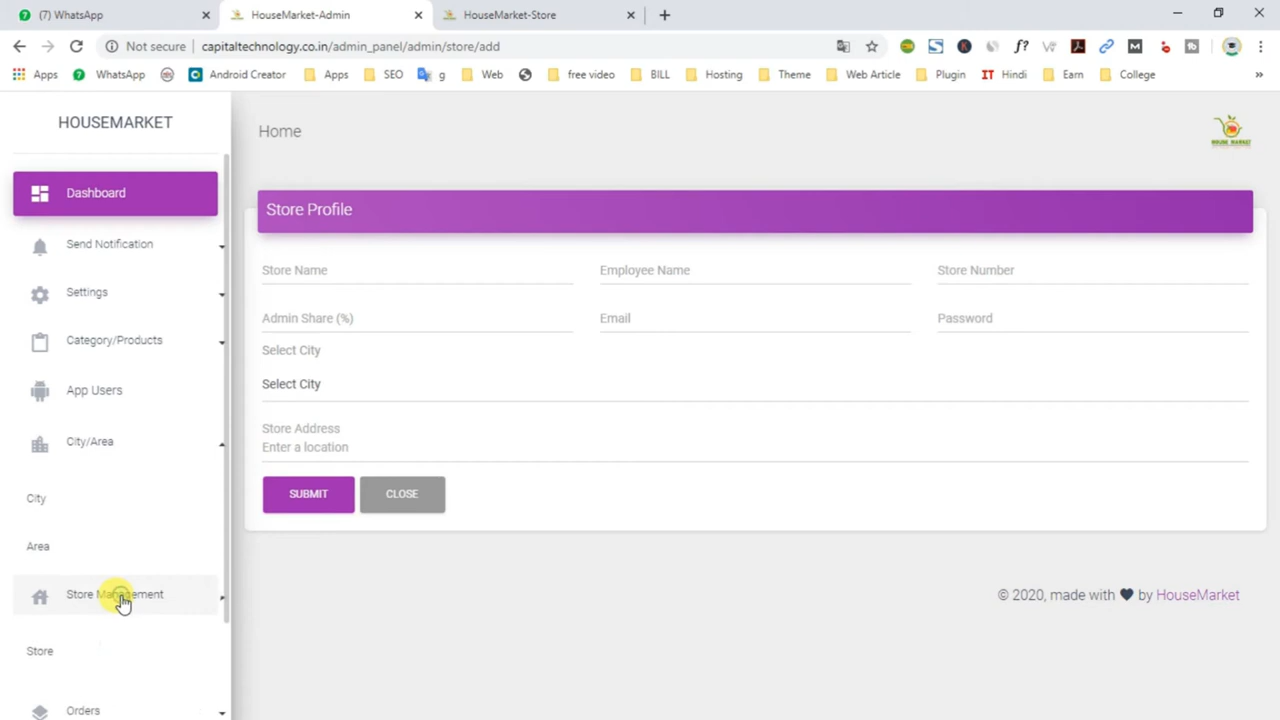 (7) WhatsApp
HouseMarket-Admin
HouseMarket-Store
Not secure
capitaltechnology.co.in/admin_panel/admin/store/add
f?
Apps
WhatsApp
Android Creator
Apps
SEO
g
Web
free video
BILL
Hosting
Theme
Web Article
Plugin
IT Hindi
Earn
College
HOUSEMARKET
Home
HOUSE MARKET
Dashboard
Send Notification
Settings
Category/Products
App Users
City/Area
City
Area
Store Management
Store
Orders
Store Profile
Store Name
Employee Name
Store Number
Admin Share (%)
Email
Password
Select City
Select City
Store Address
Enter a location
SUBMIT
CLOSE
© 2020, made with by HouseMarket